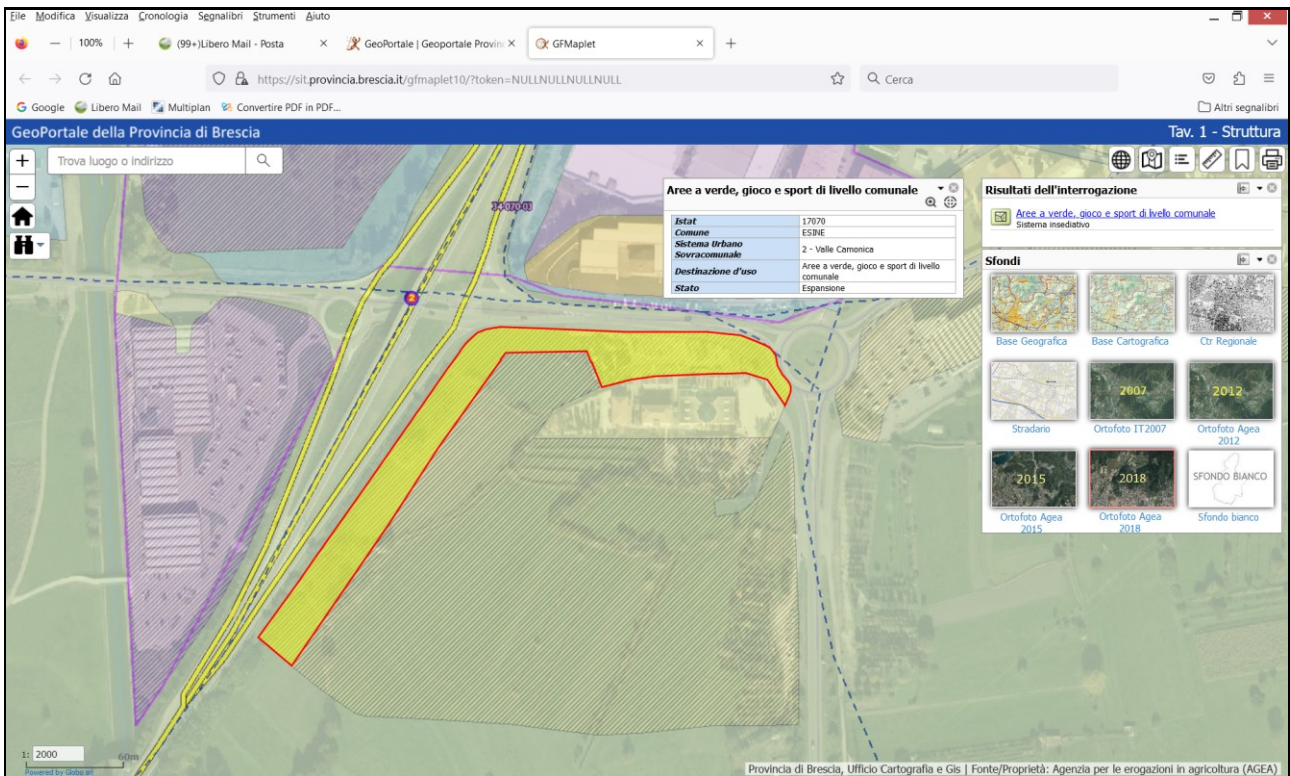 File Modifica Visualizza Cronologia Segnalibri Strumenti Aiuto
100%
(99+)Libero Mail - Posta
GeoPortale | Geoportale Provin
GFMaplet
https://sit.provincia.brescia.it/gfmaplet10/?token=NULLNULLNULLNULL
Cerca
Google Libero Mail Multiplan Convertire PDF in PDF...
Altri segnalibri
GeoPortale della Provincia di Brescia
Tav. 1 - Struttura
Trova luogo o indirizzo
Aree a verde, gioco e sport di livello comunale
Istat 17070
Comune ESINE
Sistema Urbano
Sovracomunale
2 - Valle Camonica
Destinazione d'uso
Aree a verde, gioco e sport di livello
comunale
Stato Espansione
Risultati dell'interrogazione
Aree a verde, gioco e sport di livello comunale
Sistema insediativo
Sfondi
Base Geografica
Base Cartografica
Ctr Regionale
Stradario
2007
Ortofoto IT2007
2012
Ortofoto Agea
2012
2015
Ortofoto Agea
2015
2018
Ortofoto Agea
2018
SFONDO BIANCO
Sfondo bianco
2
1: 2000
60m
Powered by Globo srl
Provincia di Brescia, Ufficio Cartografia e Gis | Fonte/Proprietà: Agenzia per le erogazioni in agricoltura (AGEA)